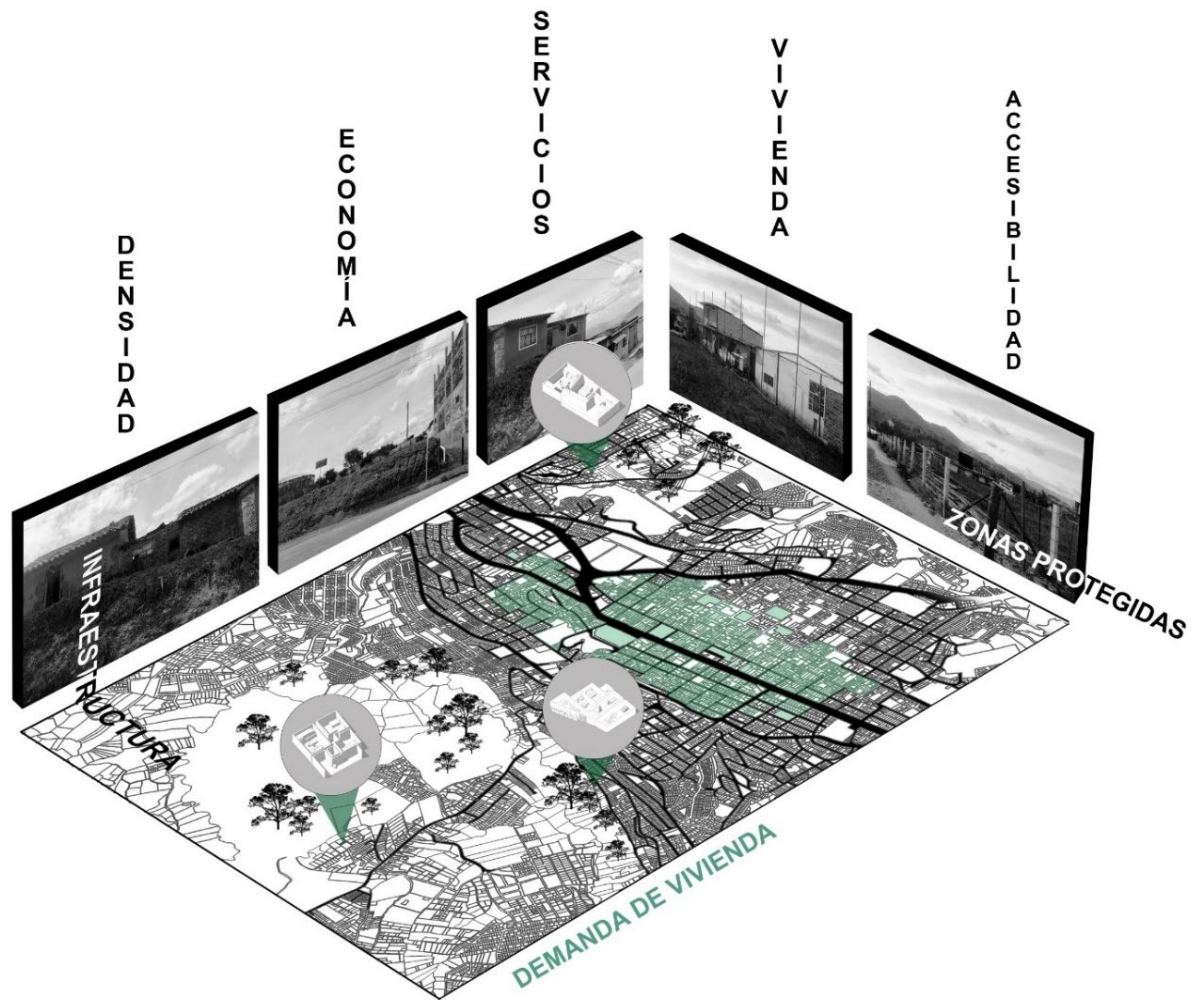 SERVICIOS
VIVIENDA
ACCESIBILIDAD
ECONOMÍA
DENSIDAD
ZONAS PROTEGIDAS
INFRAESTRUCTURA
DEMANDA DE VIVIENDA